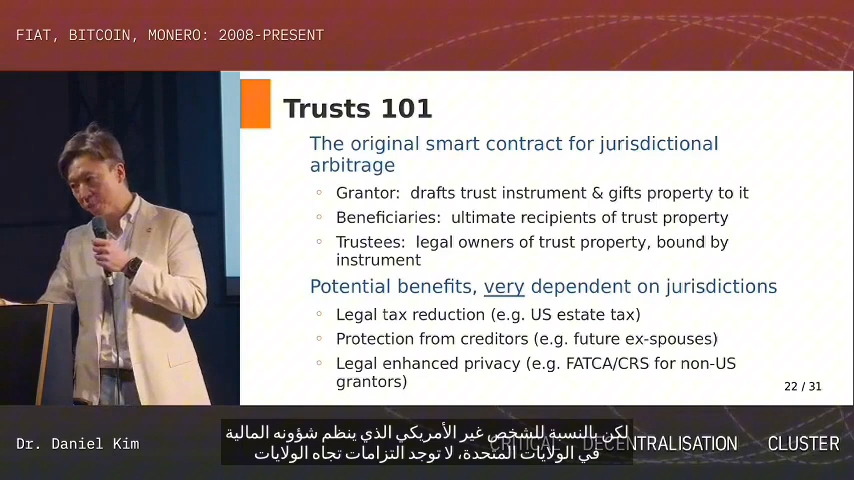 FIAT, BITCOIN, MONERO: 2008-PRESENT
Trusts 101
The original smart contract for jurisdictional
arbitrage
Grantor: drafts trust instrument & gifts property to it
Beneficiaries: ultimate recipients of trust property
Trustees: legal owners of trust property, bound by
instrument
Potential benefits, very dependent on jurisdictions
Legal tax reduction (e.g. US estate tax)
Protection from creditors (e.g. future ex-spouses)
Legal enhanced privacy (e.g. FATCA/CRS for non-US
grantors)
22 / 31
Dr. Daniel Kim
CRITICAL DECENTRALISATION CLUSTER
لكن بالنسبة للشخص غير الأمريكي الذي ينظم شؤونه المالية
في الولايات المتحدة، لا توجد التزامات تجاه الولايات